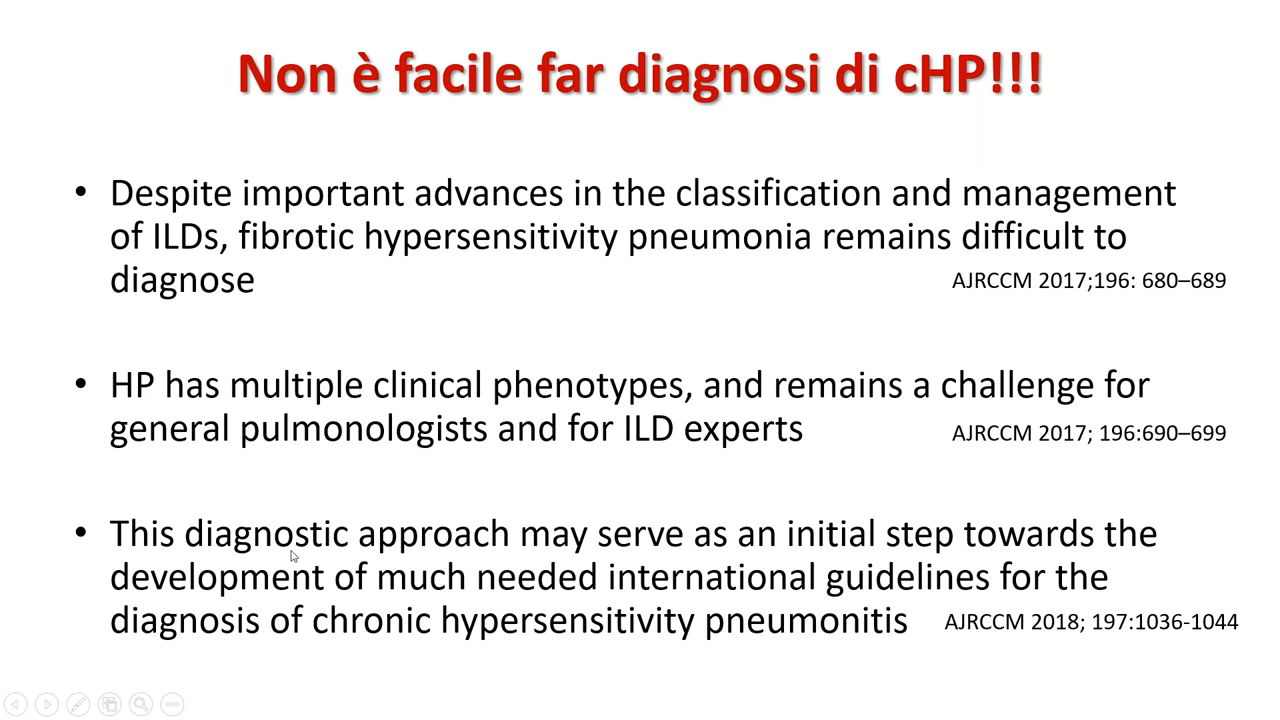 Non è facile far diagnosi di cHP!!!
• Despite important advances in the classification and management
of ILDs, fibrotic hypersensitivity pneumonia remains difficult to
diagnose
AJRCCM 2017;196: 680–689
• HP has multiple clinical phenotypes, and remains a challenge for
general pulmonologists and for ILD experts
AJRCCM 2017; 196:690–699
• This diagnostic approach may serve as an initial step towards the
development of much needed international guidelines for the
diagnosis of chronic hypersensitivity pneumonitis
AJRCCM 2018; 197:1036-1044